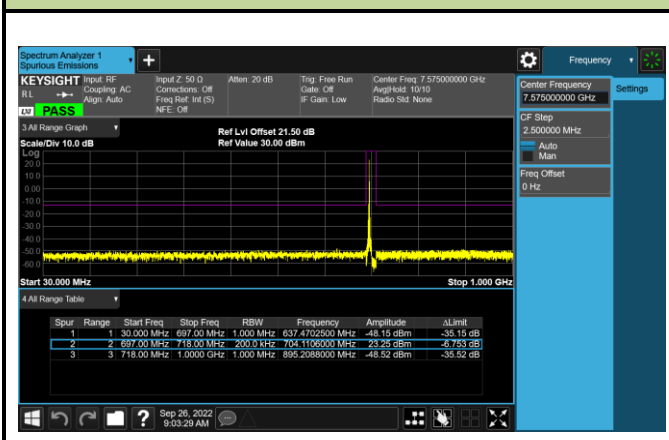 Spectrum Analyzer 1
Spurious Emissions
Frequency
KEYSIGHT Input: RF Input Z: 50 Ω Atten: 20 dB Trig: Free Run Center Freq: 7.575000000 GHz
RL Coupling: AC Corrections: Off Gate: Off Avg|Hold: 10/10
Align: Auto Freq Ref: Int (S) IF Gain: Low Radio Std: None
LXI PASS NFE: Off
Center Frequency
7.575000000 GHz
Settings
CF Step
2.500000 MHz
Auto
Man
Freq Offset
0 Hz
3 All Range Graph
Ref Lvl Offset 21.50 dB
Scale/Div 10.0 dB Ref Value 30.00 dBm
Log
20.0
10.0
0.00
-10.0
-20.0
-30.0
-40.0
-50.0
-60.0
Start 30.000 MHz Stop 1.000 GHz
4 All Range Table
Spur Range Start Freq Stop Freq RBW Frequency Amplitude ΔLimit
1 1 30.000 MHz 697.00 MHz 1.000 MHz 637.4702500 MHz -48.15 dBm -35.15 dB
2 2 697.00 MHz 718.00 MHz 200.0 kHz 704.1106000 MHz 23.25 dBm -6.753 dB
3 3 718.00 MHz 1.0000 GHz 1.000 MHz 895.2088000 MHz -48.52 dBm -35.52 dB
Sep 26, 2022
9:03:29 AM